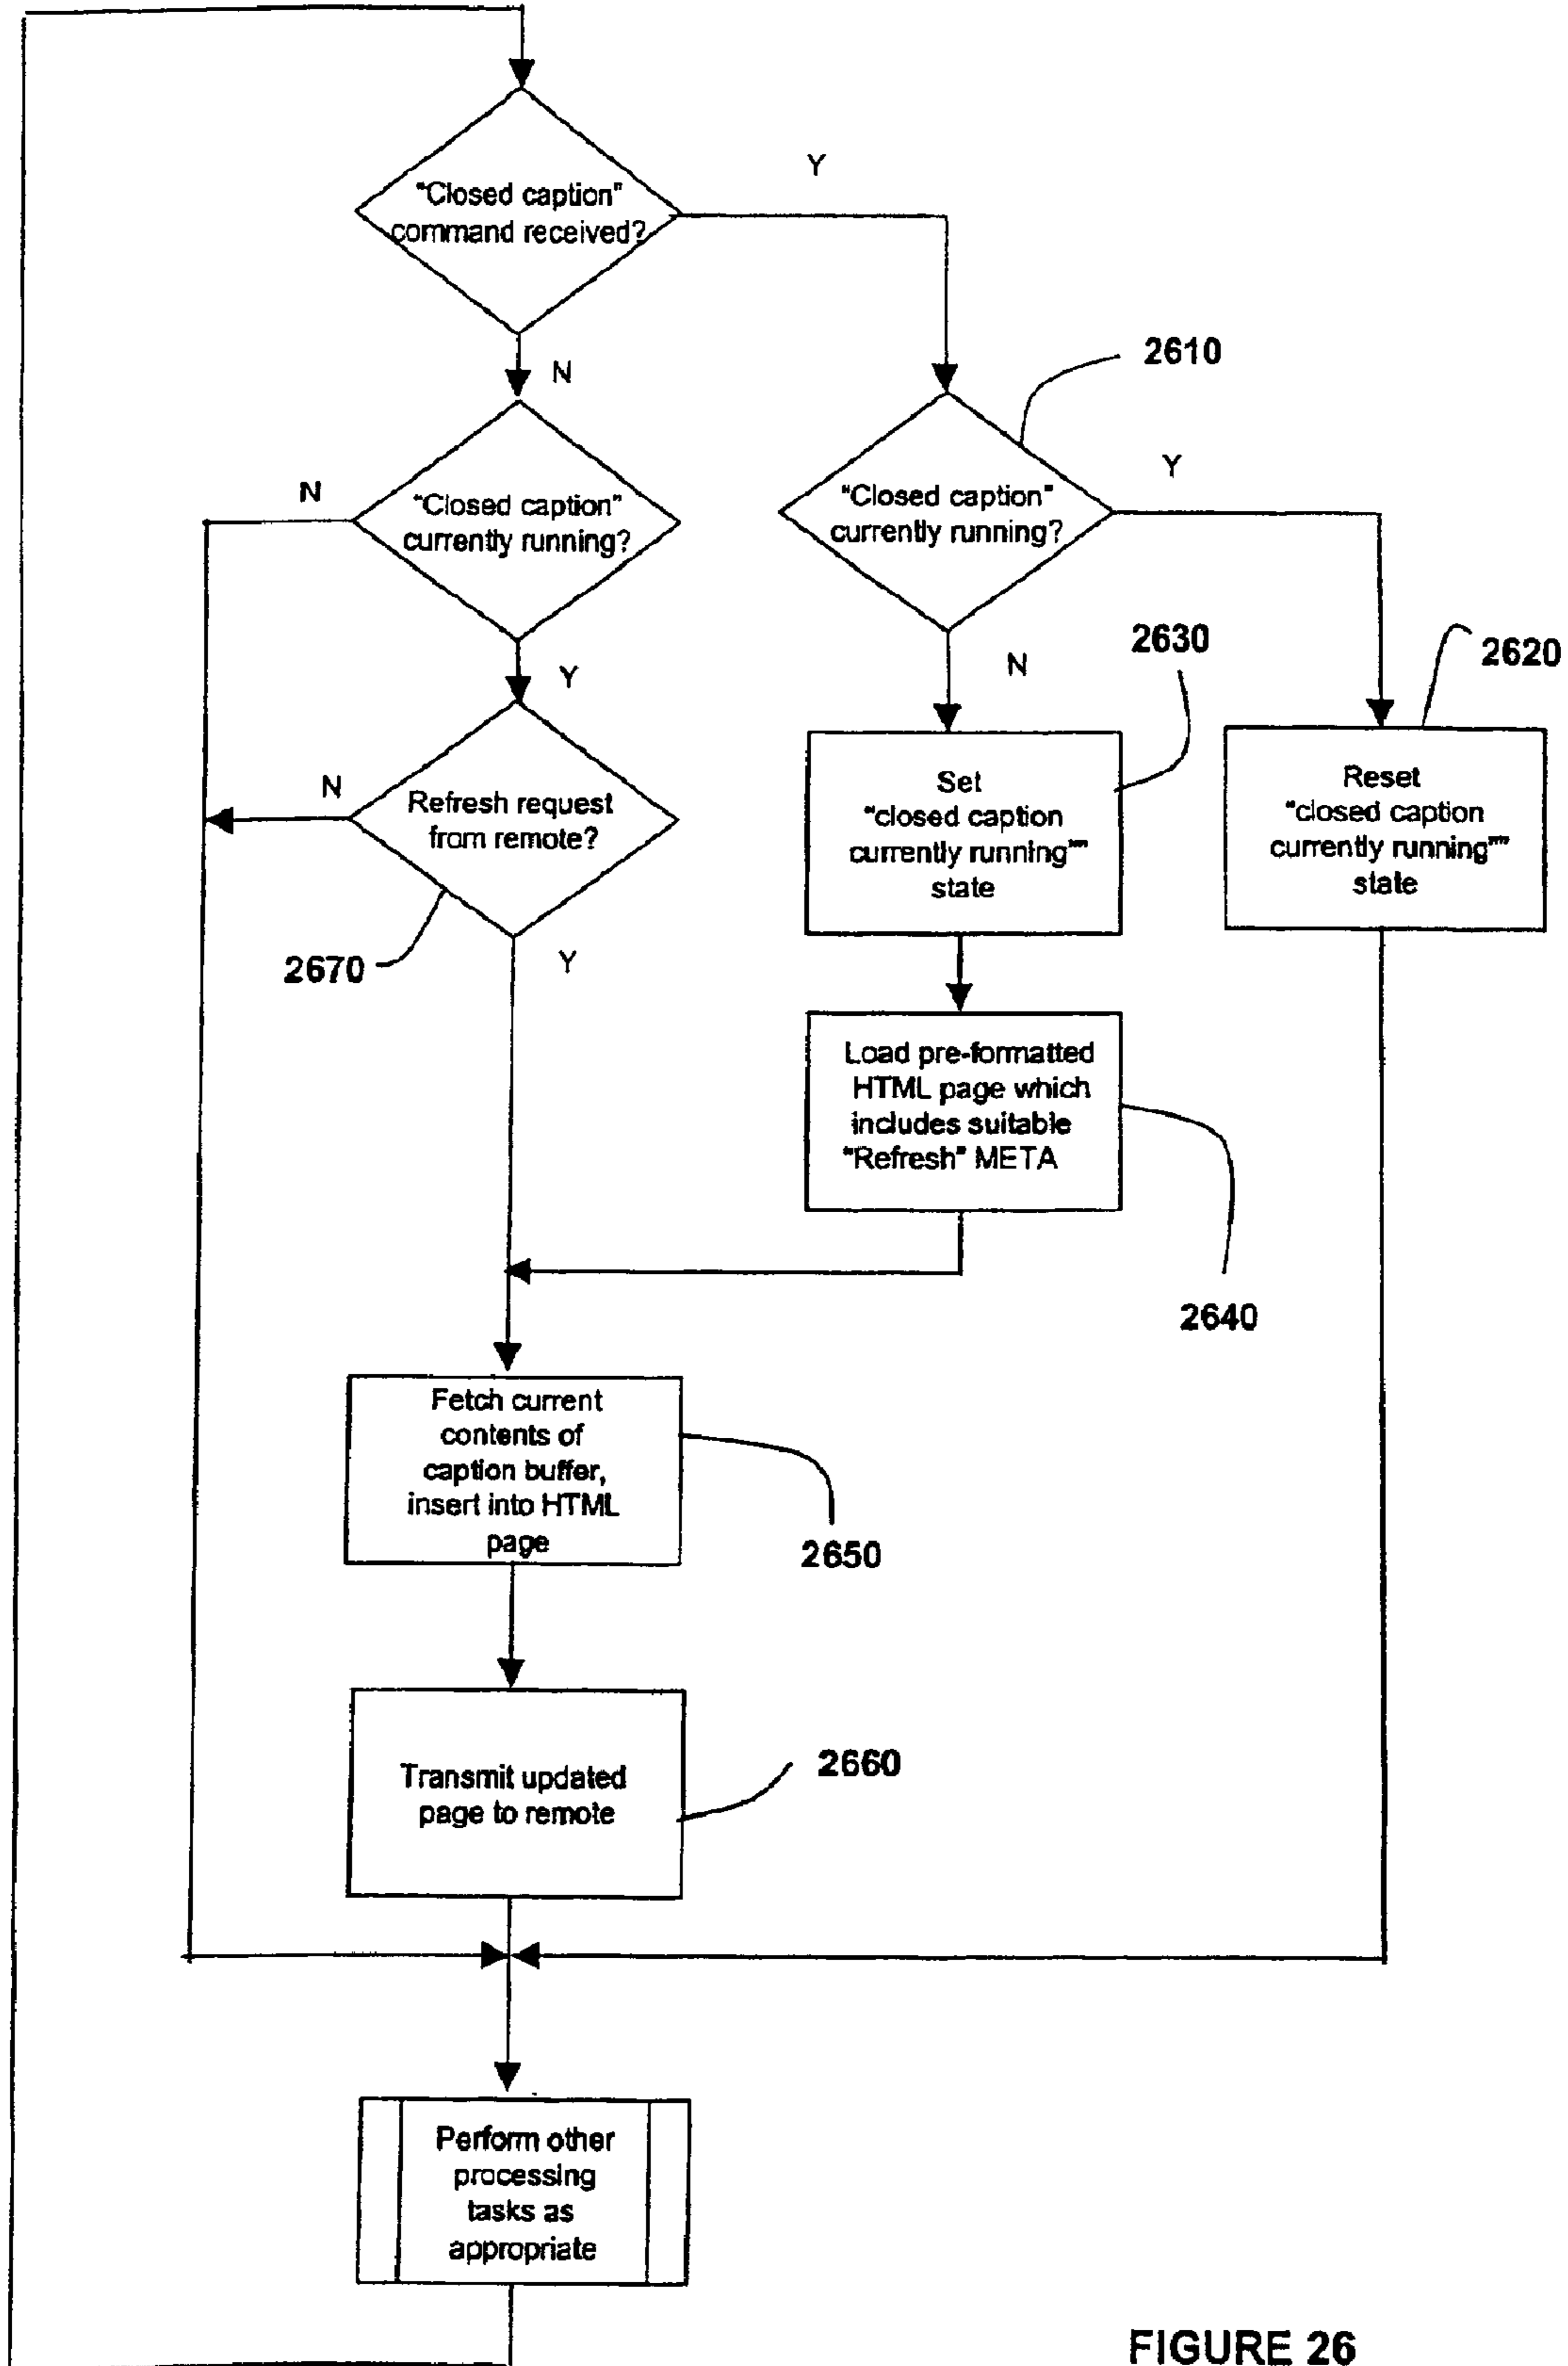 "Closed caption"
command received?
Y
N
2610
"Closed caption"
currently running?
N
Y
"Closed caption"
currently running?
Y
N
2630
2620
Refresh request
from remote?
N
Y
2670
Set
"closed caption
currently running""
state
Reset
"closed caption
currently running""
state
Load pre-formatted
HTML page which
includes suitable
"Refresh" META
2640
Fetch current
contents of
caption buffer,
insert into HTML
page
2650
Transmit updated
page to remote
2660
Perform other
processing
tasks as
appropriate
FIGURE 26